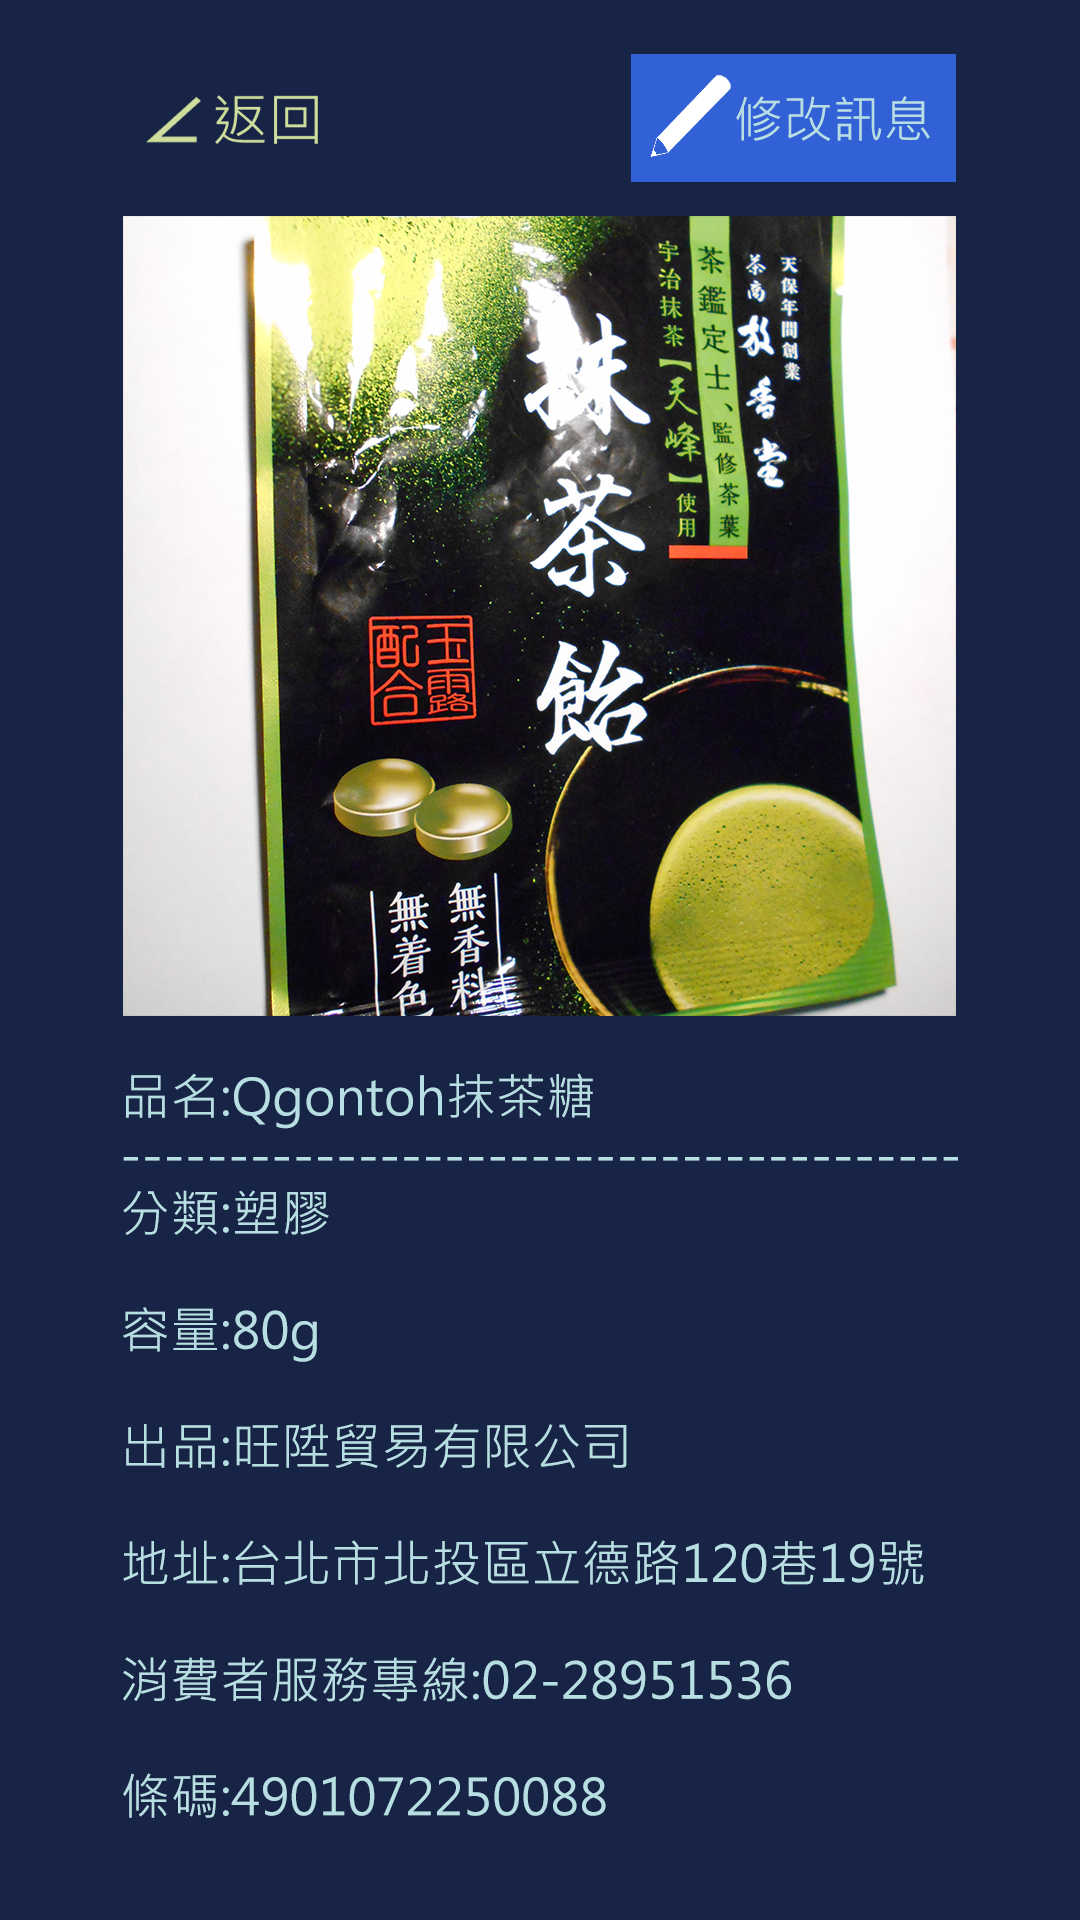 返回
修改訊息
天保年間創業
茶商 放香堂
茶鑑定士、監修茶葉
宇治抹茶【天峰】使用
抹茶飴
玉露
配合
無香料
無着色
品名:Qgontoh抹茶糖
分類:塑膠
容量:80g
出品:旺陞貿易有限公司
地址:台北市北投區立德路120巷19號
消費者服務專線:02-28951536
條碼:4901072250088